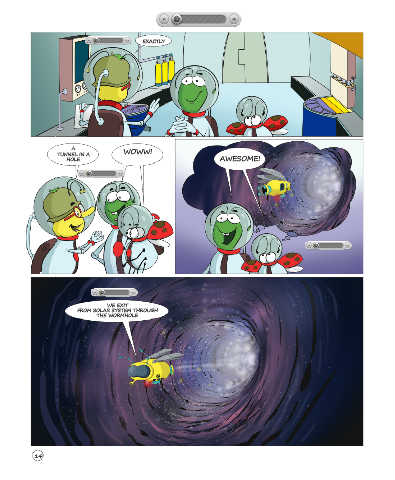 EXACTLY
A
TUNNEL IN A
HOLE
WOWW!
AWESOME!
WE EXIT
FROM SOLAR SYSTEM THROUGH
THE WORMHOLE
14